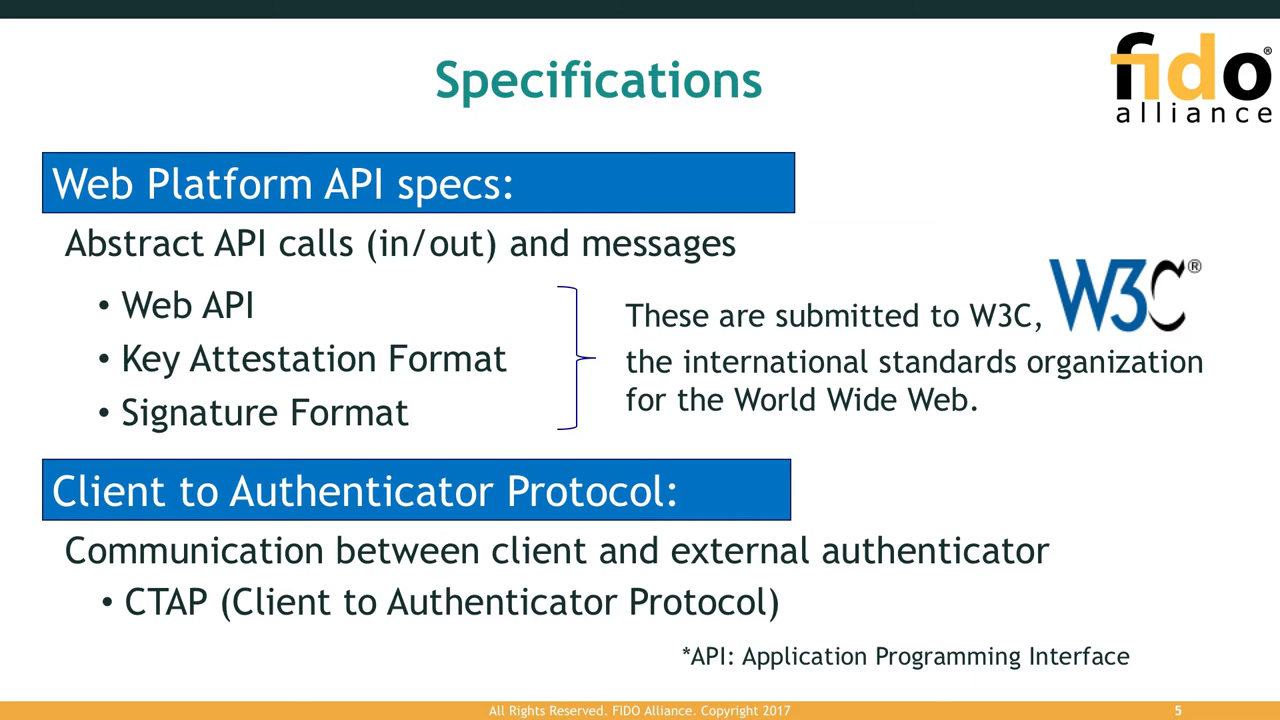 Specifications
fido®
alliance
Web Platform API specs:
Abstract API calls (in/out) and messages
• Web API
• Key Attestation Format
• Signature Format
These are submitted to W3C,
W3C®
the international standards organization
for the World Wide Web.
Client to Authenticator Protocol:
Communication between client and external authenticator
• CTAP (Client to Authenticator Protocol)
*API: Application Programming Interface
All Rights Reserved. FIDO Alliance. Copyright 2017
5